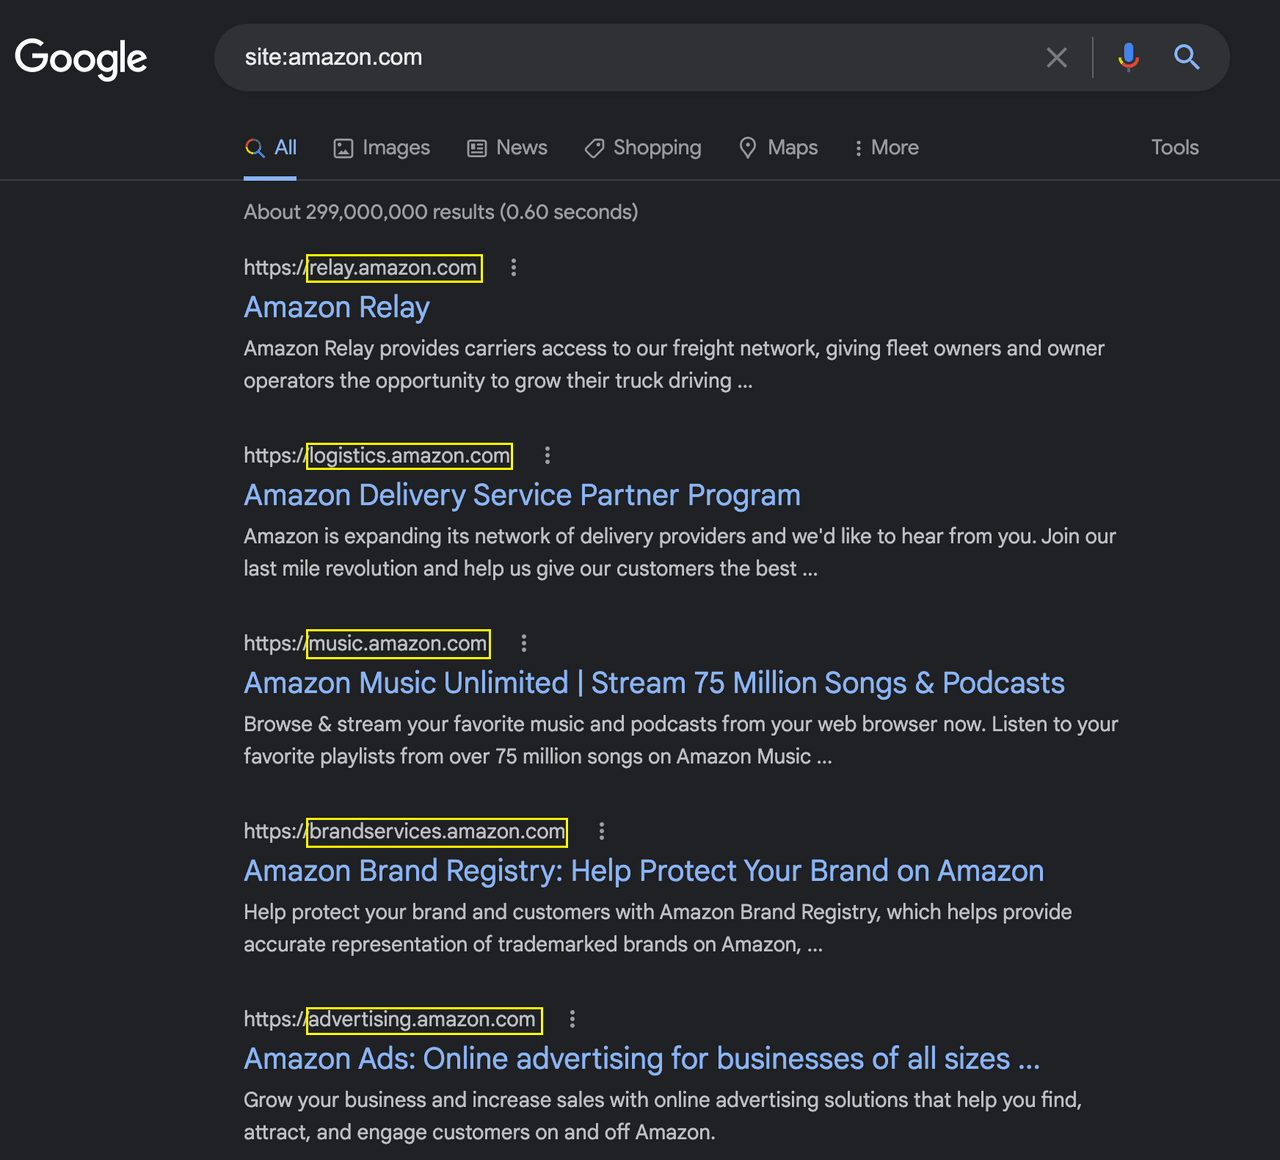 Google
site:amazon.com
All Images News Shopping Maps More Tools
About 299,000,000 results (0.60 seconds)
https://relay.amazon.com
Amazon Relay
Amazon Relay provides carriers access to our freight network, giving fleet owners and owner
operators the opportunity to grow their truck driving ...
https://logistics.amazon.com
Amazon Delivery Service Partner Program
Amazon is expanding its network of delivery providers and we'd like to hear from you. Join our
last mile revolution and help us give our customers the best ...
https://music.amazon.com
Amazon Music Unlimited | Stream 75 Million Songs & Podcasts
Browse & stream your favorite music and podcasts from your web browser now. Listen to your
favorite playlists from over 75 million songs on Amazon Music ...
https://brandservices.amazon.com
Amazon Brand Registry: Help Protect Your Brand on Amazon
Help protect your brand and customers with Amazon Brand Registry, which helps provide
accurate representation of trademarked brands on Amazon, ...
https://advertising.amazon.com
Amazon Ads: Online advertising for businesses of all sizes ...
Grow your business and increase sales with online advertising solutions that help you find,
attract, and engage customers on and off Amazon.